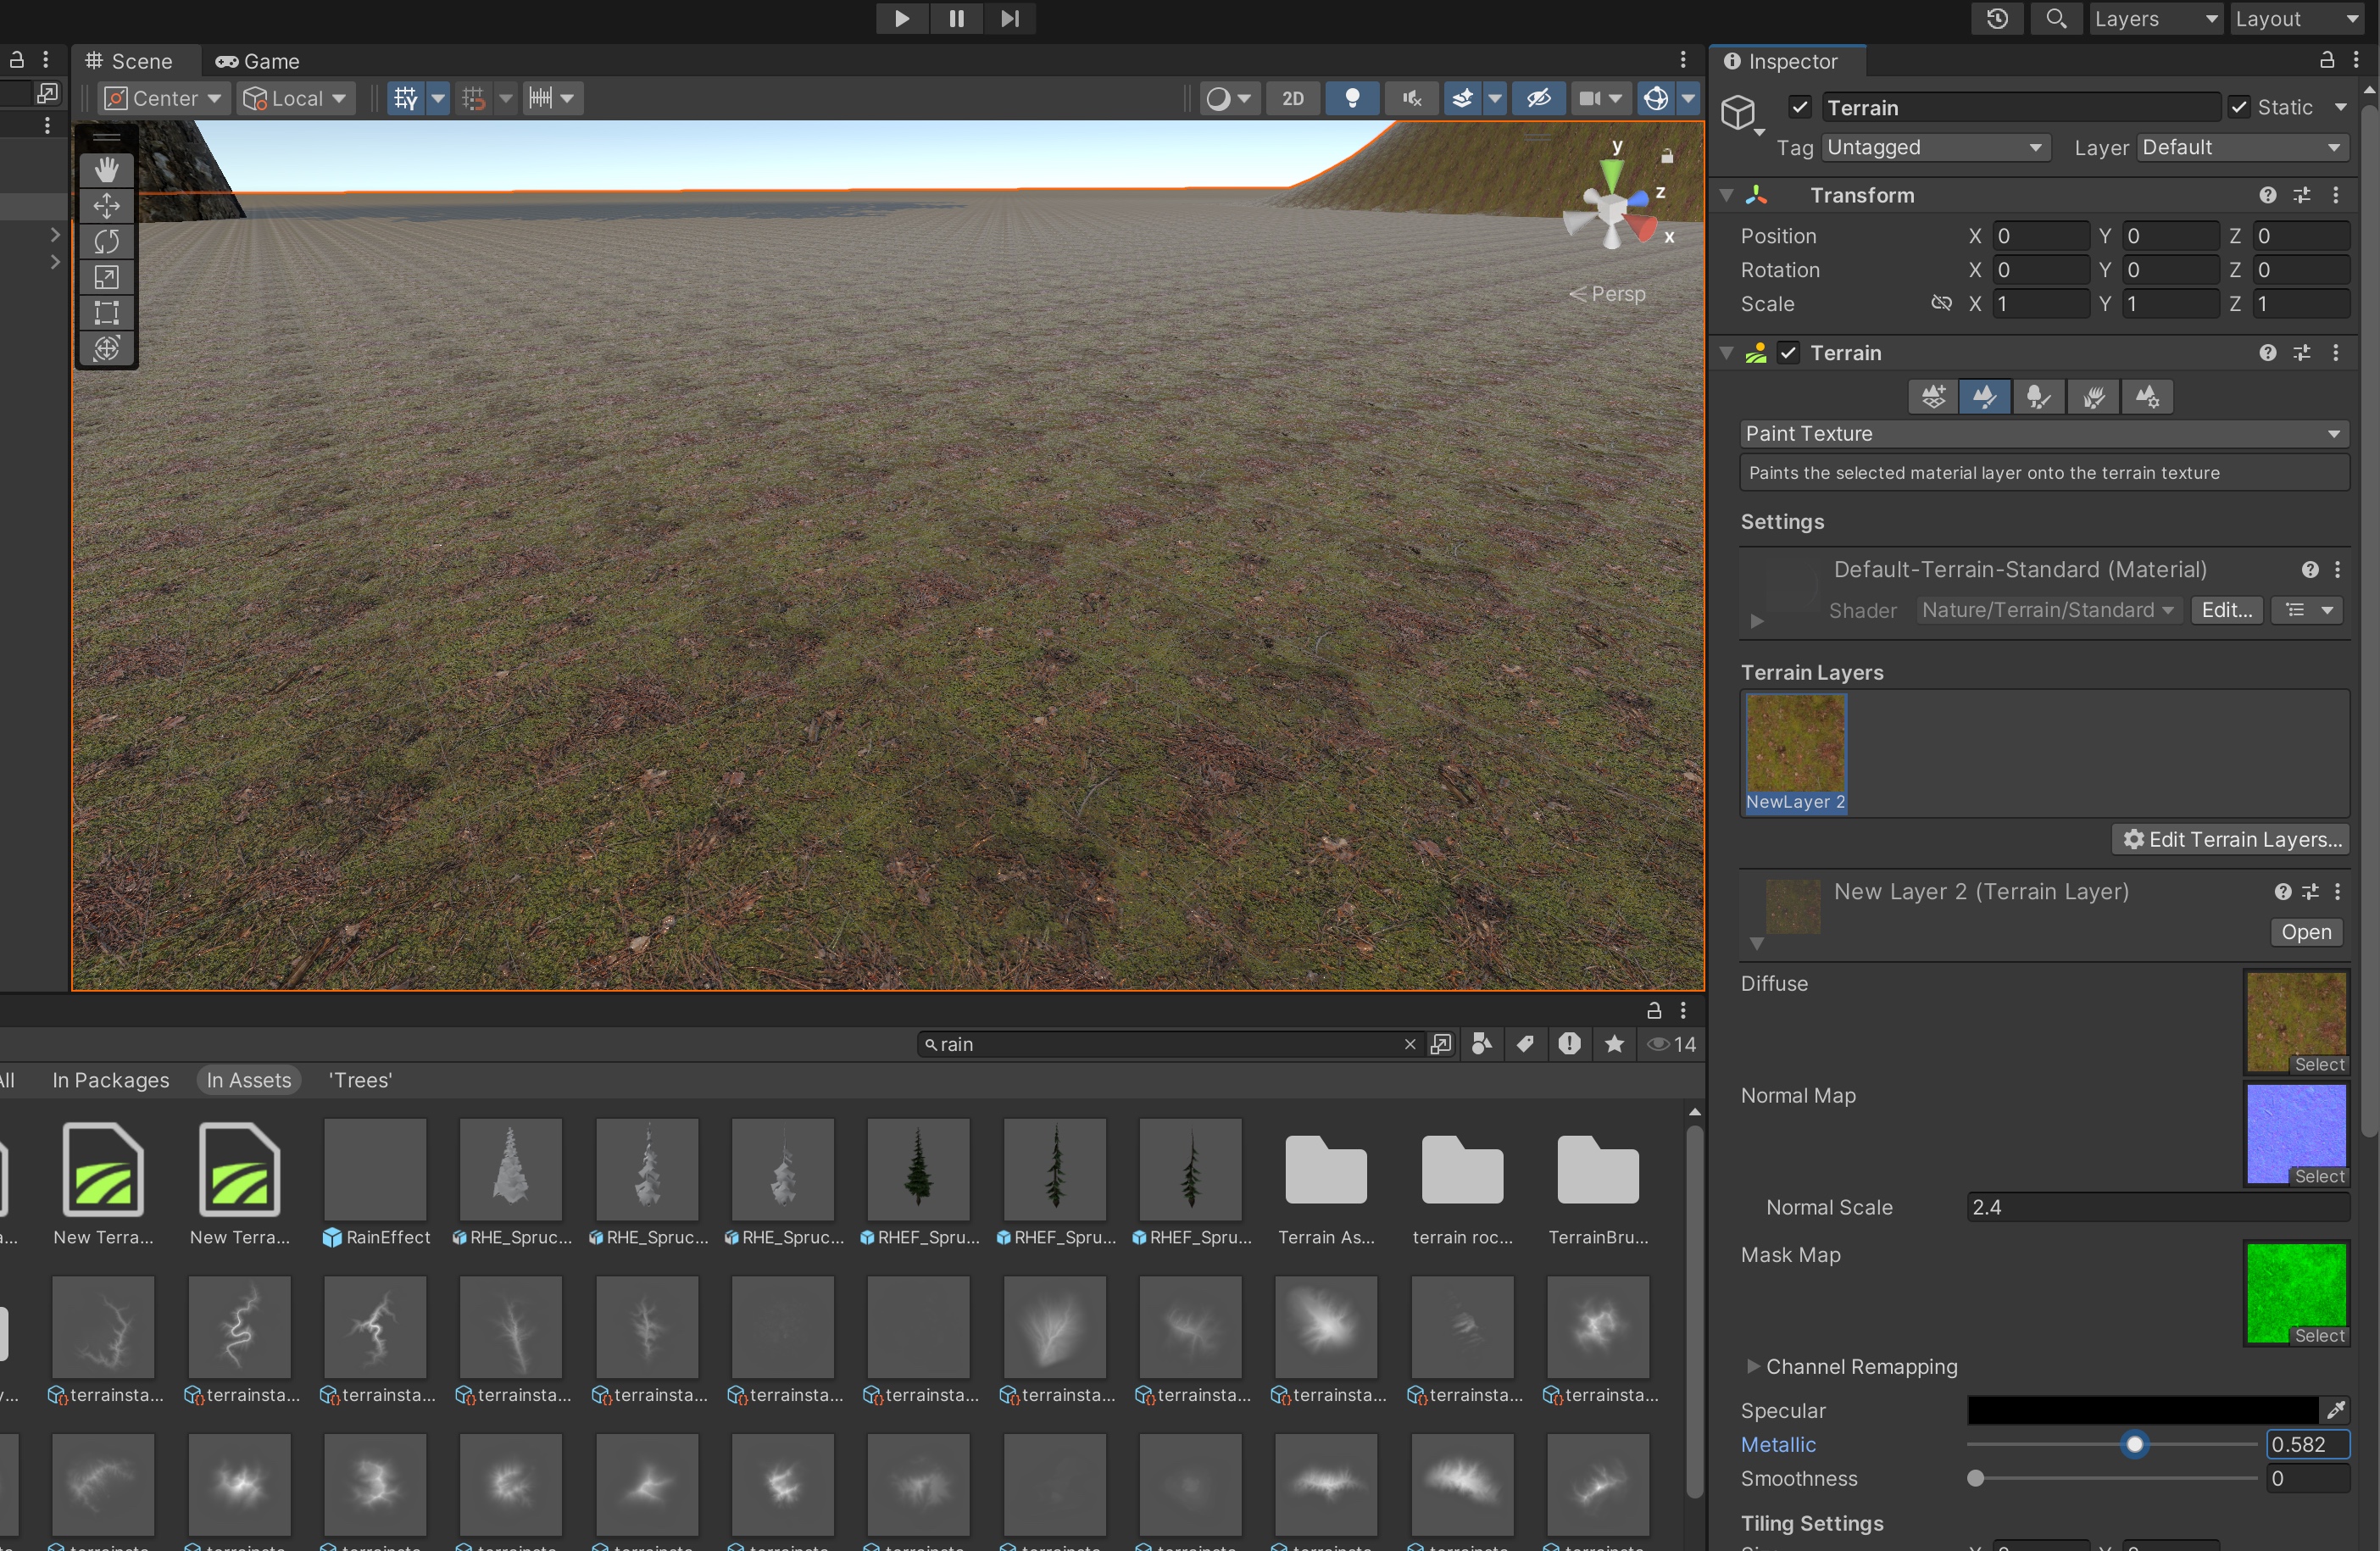 Layers
Layout
Scene
Game
Inspector
Center
Local
2D
Terrain
Static
Tag
Untagged
Layer
Default
Transform
Position
X
0
Y
0
Z
0
Rotation
X
0
Y
0
Z
0
Scale
X
1
Y
1
Z
1
y
z
x
Persp
Terrain
Paint Texture
Paints the selected material layer onto the terrain texture
Settings
Default-Terrain-Standard (Material)
Shader
Nature/Terrain/Standard
Edit...
Terrain Layers
NewLayer 2
Edit Terrain Layers...
New Layer 2 (Terrain Layer)
Open
Diffuse
Select
Normal Map
Select
Normal Scale
2.4
Mask Map
Select
Channel Remapping
Specular
Metallic
0.582
Smoothness
0
Tiling Settings
rain
14
In Packages
In Assets
'Trees'
New Terra...
New Terra...
RainEffect
RHE_Spruc...
RHE_Spruc...
RHE_Spruc...
RHEF_Spru...
RHEF_Spru...
RHEF_Spru...
Terrain As...
terrain roc...
TerrainBru...
terrainsta...
terrainsta...
terrainsta...
terrainsta...
terrainsta...
terrainsta...
terrainsta...
terrainsta...
terrainsta...
terrainsta...
terrainsta...
terrainsta...